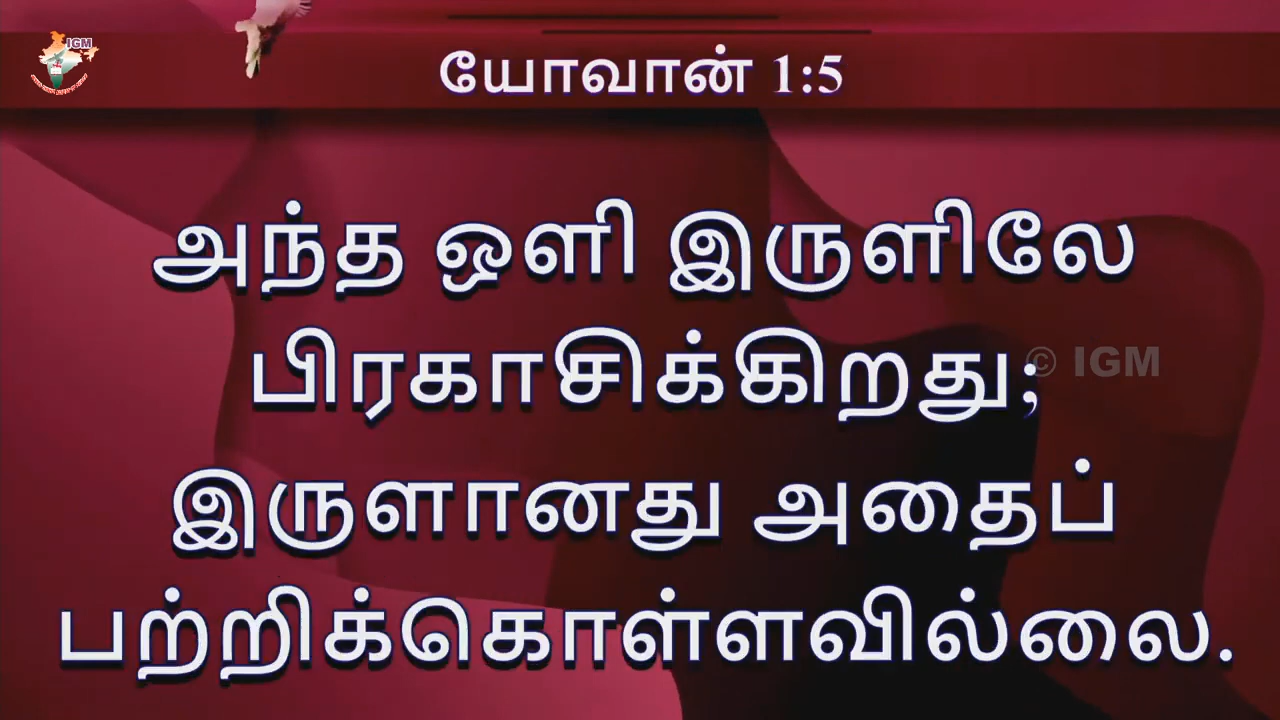 IGM
யோவான் 1:5
அந்த ஒளி இருளிலே
பிரகாசிக்கிறது;
© IGM
இருளானது அதைப்
பற்றிக்கொள்ளவில்லை.